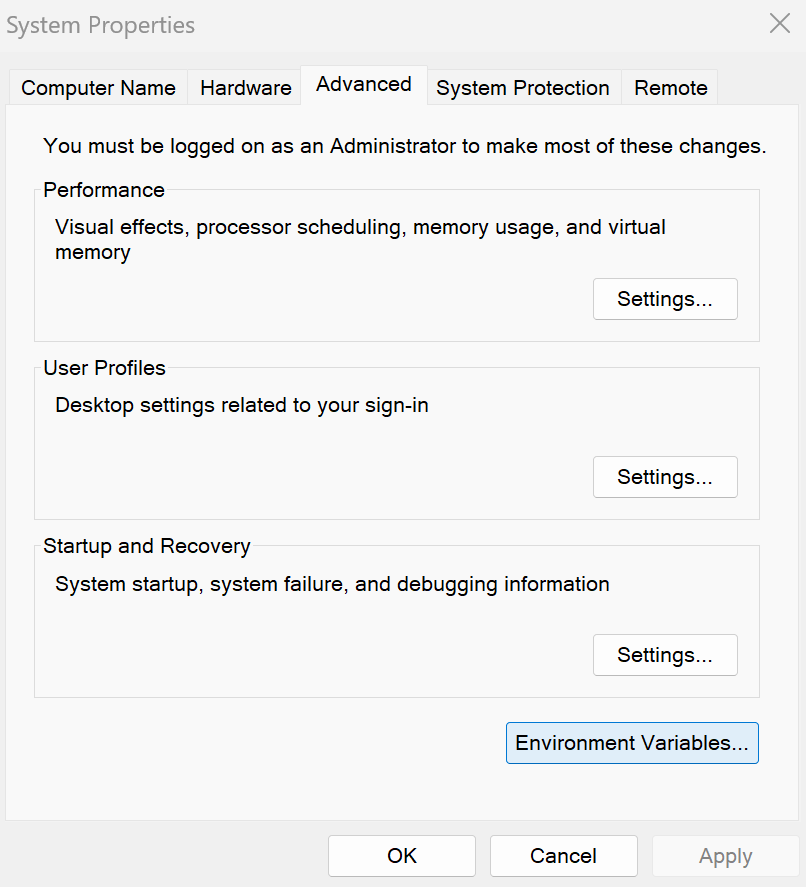 System Properties
Computer Name
Hardware
Advanced
System Protection
Remote
You must be logged on as an Administrator to make most of these changes.
Performance
Visual effects, processor scheduling, memory usage, and virtual
memory
Settings...
User Profiles
Desktop settings related to your sign-in
Settings...
Startup and Recovery
System startup, system failure, and debugging information
Settings...
Environment Variables...
OK
Cancel
Apply